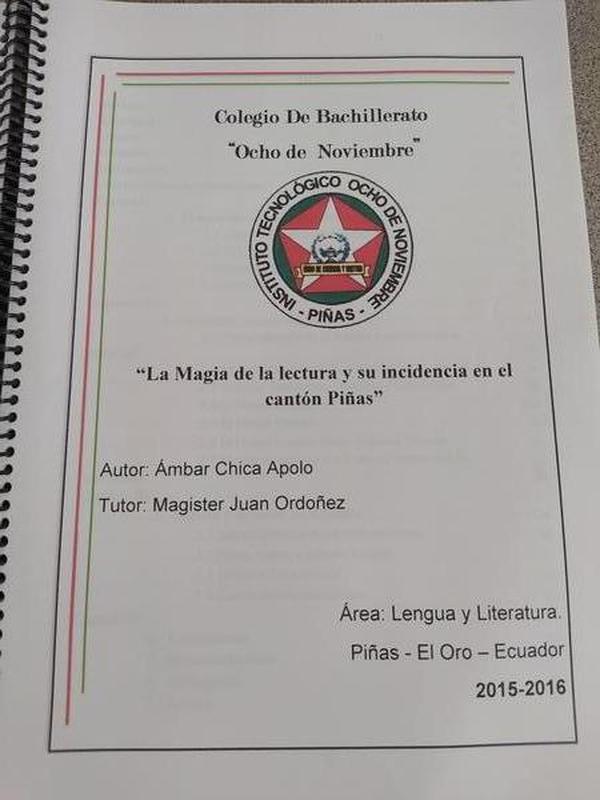 Colegio De Bachillerato
“Ocho de Noviembre”
INSTITUTO TECNOLÓGICO OCHO DE NOVIEMBRE
- PIÑAS -
“La Magia de la lectura y su incidencia en el
cantón Piñas”
Autor: Ámbar Chica Apolo
Tutor: Magister Juan Ordoñez
Área: Lengua y Literatura.
Piñas - El Oro – Ecuador
2015-2016